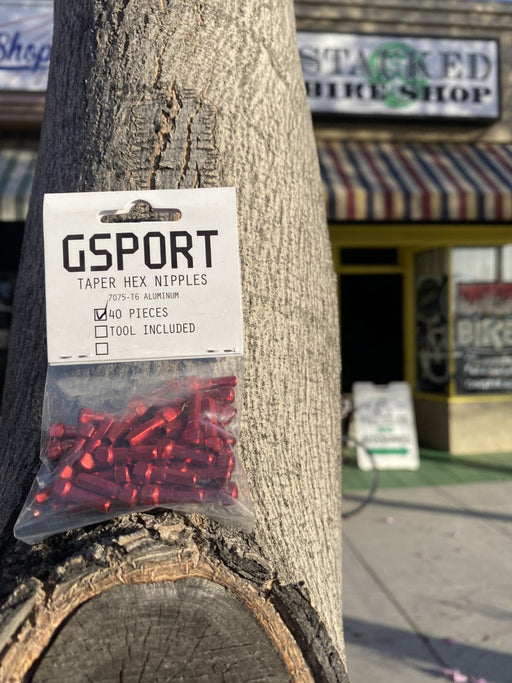 Shop
STACKED
BIKE SHOP
GSPORT
TAPER HEX NIPPLES
7075-T6 ALUMINUM
40 PIECES
TOOL INCLUDED
BIKE